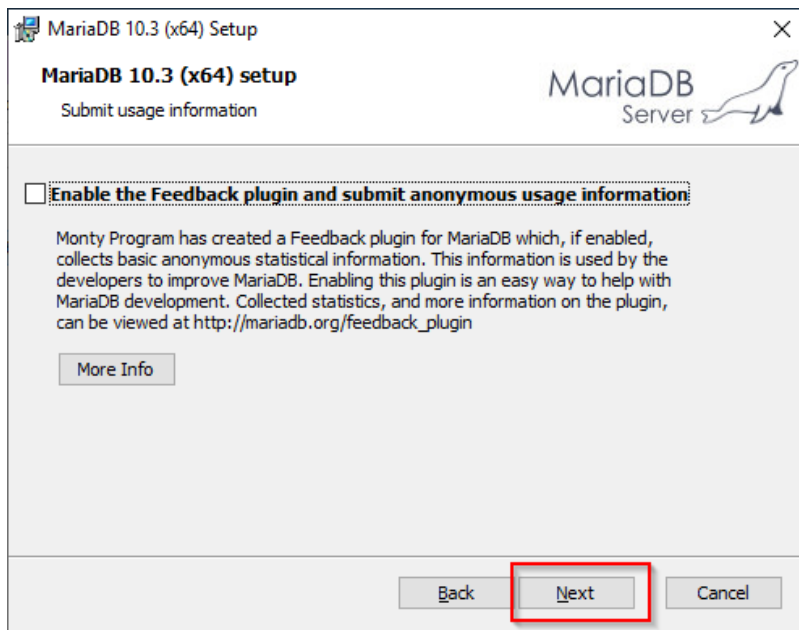 MariaDB 10.3 (x64) Setup
MariaDB 10.3 (x64) setup
Submit usage information
MariaDB
Server
Enable the Feedback plugin and submit anonymous usage information
Monty Program has created a Feedback plugin for MariaDB which, if enabled,
collects basic anonymous statistical information. This information is used by the
developers to improve MariaDB. Enabling this plugin is an easy way to help with
MariaDB development. Collected statistics, and more information on the plugin,
can be viewed at http://mariadb.org/feedback_plugin
More Info
Back
Next
Cancel